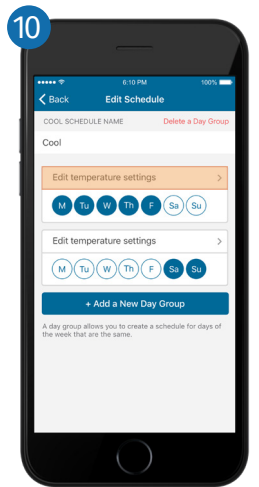 10
6:10 PM
100%
Back
Edit Schedule
COOL SCHEDULE NAME
Delete a Day Group
Cool
Edit temperature settings
M Tu W Th F Sa Su
Edit temperature settings
M Tu W Th F Sa Su
+ Add a New Day Group
A day group allows you to create a schedule for days of
the week that are the same.